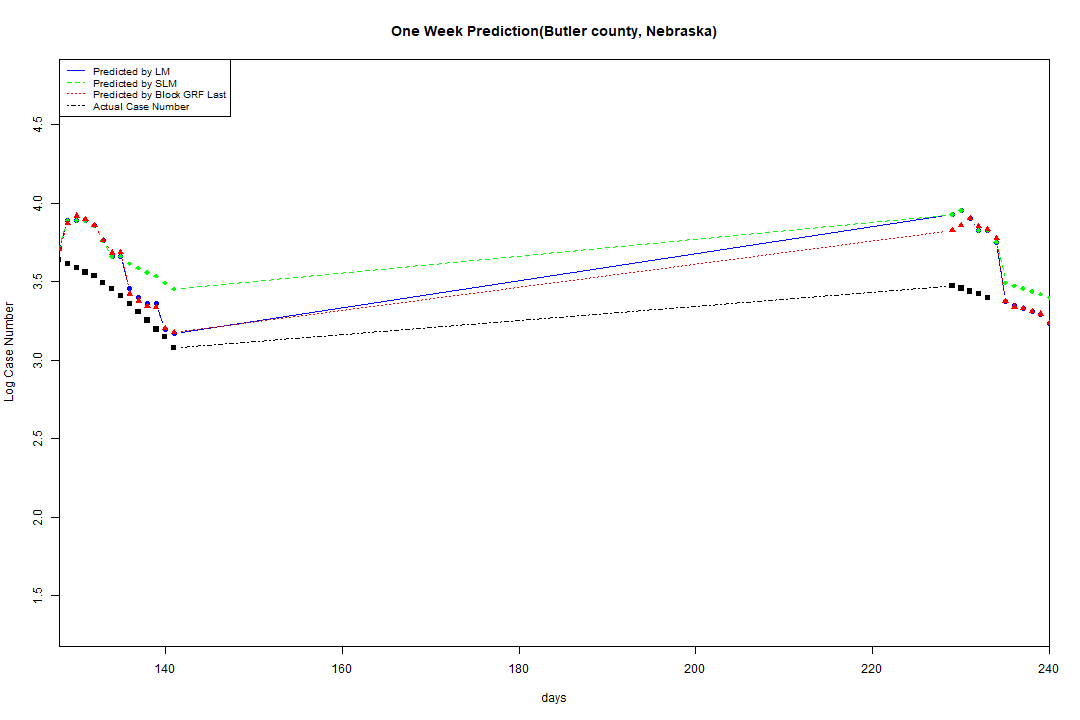 One Week Prediction(Butler county, Nebraska)
Predicted by LM
Predicted by SLM
Predicted by Block GRF Last
Actual Case Number
4.5
4.0
3.5
3.0
2.5
2.0
1.5
Log Case Number
140 160 180 200 220 240
days